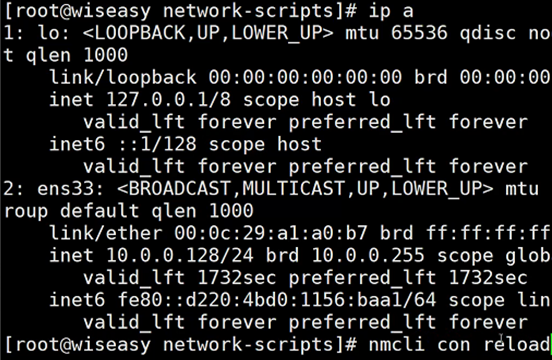 [root@wiseasy network-scripts]# ip a
1: lo: <LOOPBACK,UP,LOWER_UP> mtu 65536 qdisc no
t qlen 1000
    link/loopback 00:00:00:00:00:00 brd 00:00:00
    inet 127.0.0.1/8 scope host lo
       valid_lft forever preferred_lft forever
    inet6 ::1/128 scope host
       valid_lft forever preferred_lft forever
2: ens33: <BROADCAST,MULTICAST,UP,LOWER_UP> mtu
roup default qlen 1000
    link/ether 00:0c:29:a1:a0:b7 brd ff:ff:ff:ff
    inet 10.0.0.128/24 brd 10.0.0.255 scope glob
       valid_lft 1732sec preferred_lft 1732sec
    inet6 fe80::d220:4bd0:1156:baa1/64 scope lin
       valid_lft forever preferred_lft forever
[root@wiseasy network-scripts]# nmcli con reload